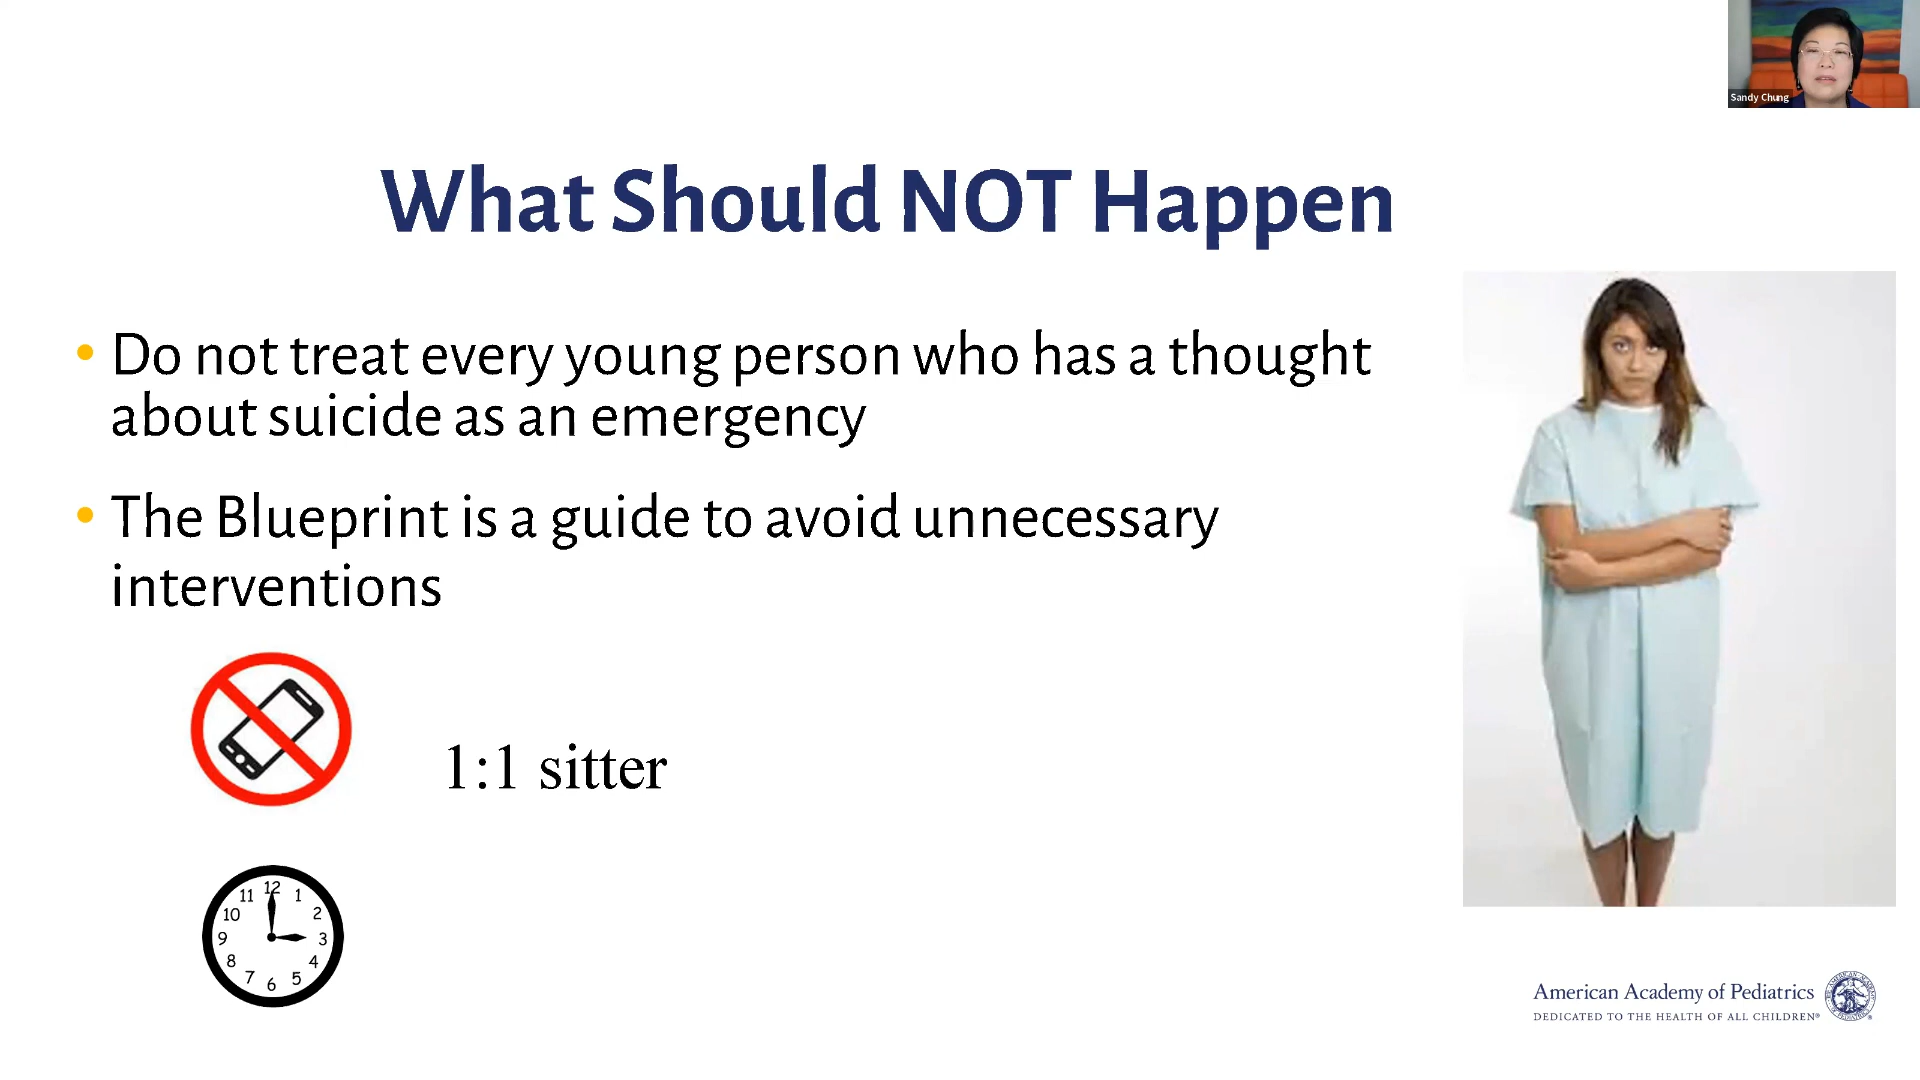 Sandy Chung
What Should NOT Happen
• Do not treat every young person who has a thought
about suicide as an emergency
• The Blueprint is a guide to avoid unnecessary
interventions
1:1 sitter
12
11 1
10 2
9 3
8 4
7 5
6
American Academy of Pediatrics
DEDICATED TO THE HEALTH OF ALL CHILDREN®